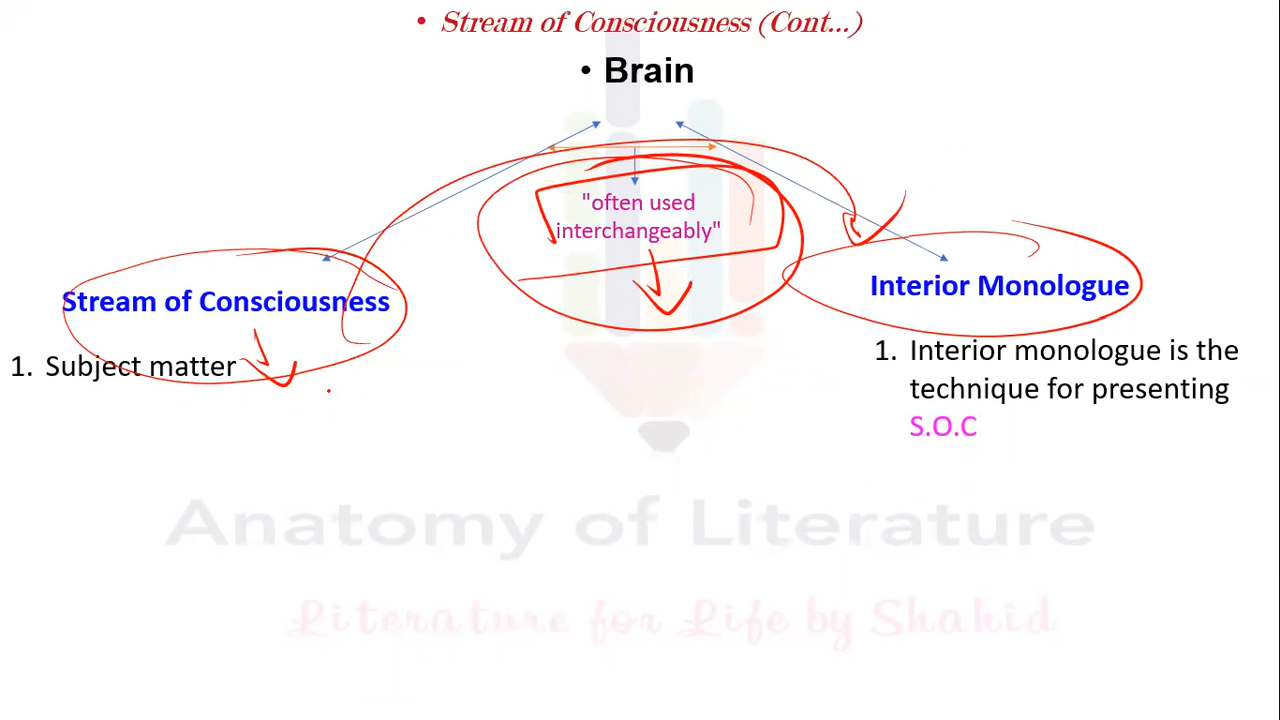 • Stream of Consciousness (Cont...)
• Brain
"often used
interchangeably"
Stream of Consciousness
1. Subject matter
Interior Monologue
1. Interior monologue is the
technique for presenting
S.O.C
Anatomy of Literature
Literature for Life by Shahid